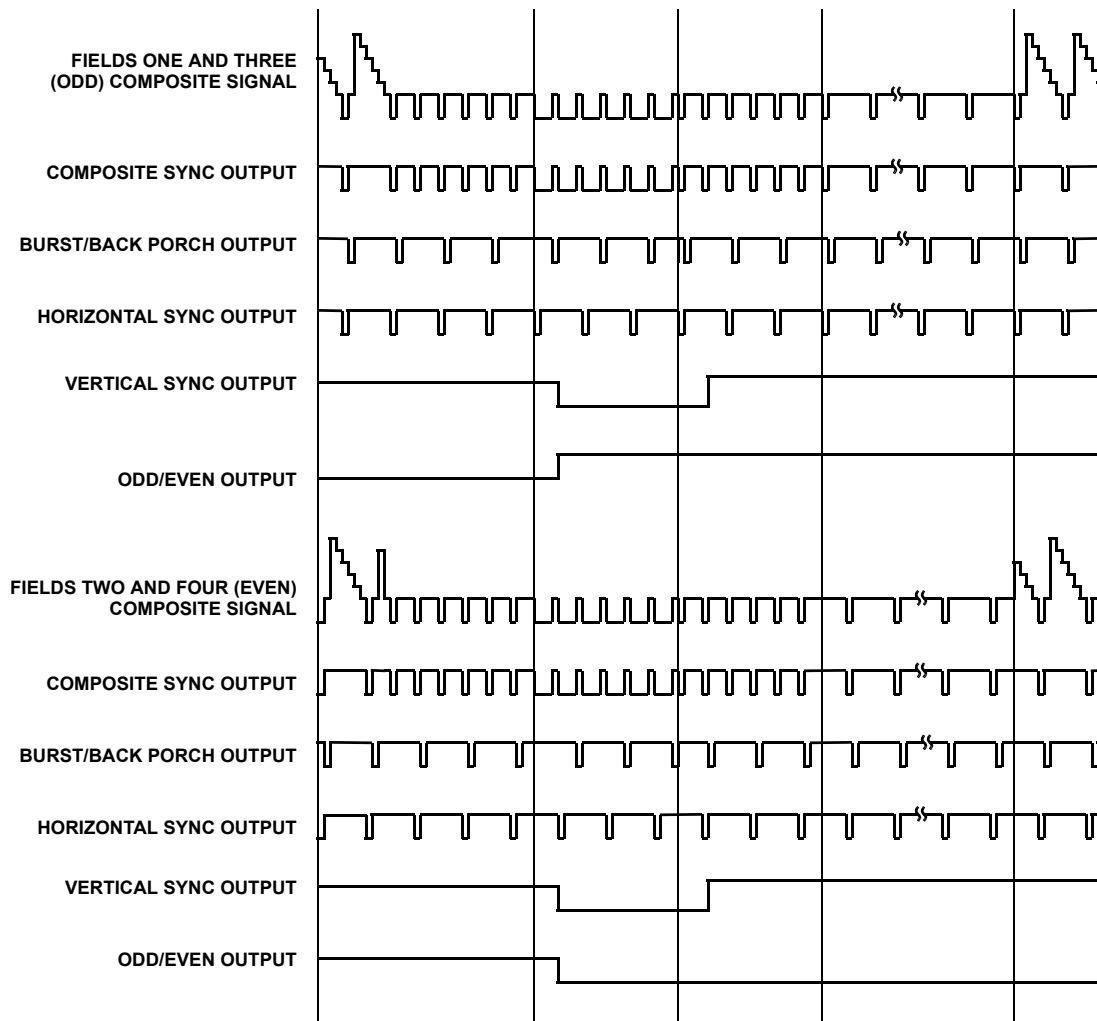 FIELDS ONE AND THREE
(ODD) COMPOSITE SIGNAL
COMPOSITE SYNC OUTPUT
BURST/BACK PORCH OUTPUT
HORIZONTAL SYNC OUTPUT
VERTICAL SYNC OUTPUT
ODD/EVEN OUTPUT
FIELDS TWO AND FOUR (EVEN)
COMPOSITE SIGNAL
COMPOSITE SYNC OUTPUT
BURST/BACK PORCH OUTPUT
HORIZONTAL SYNC OUTPUT
VERTICAL SYNC OUTPUT
ODD/EVEN OUTPUT